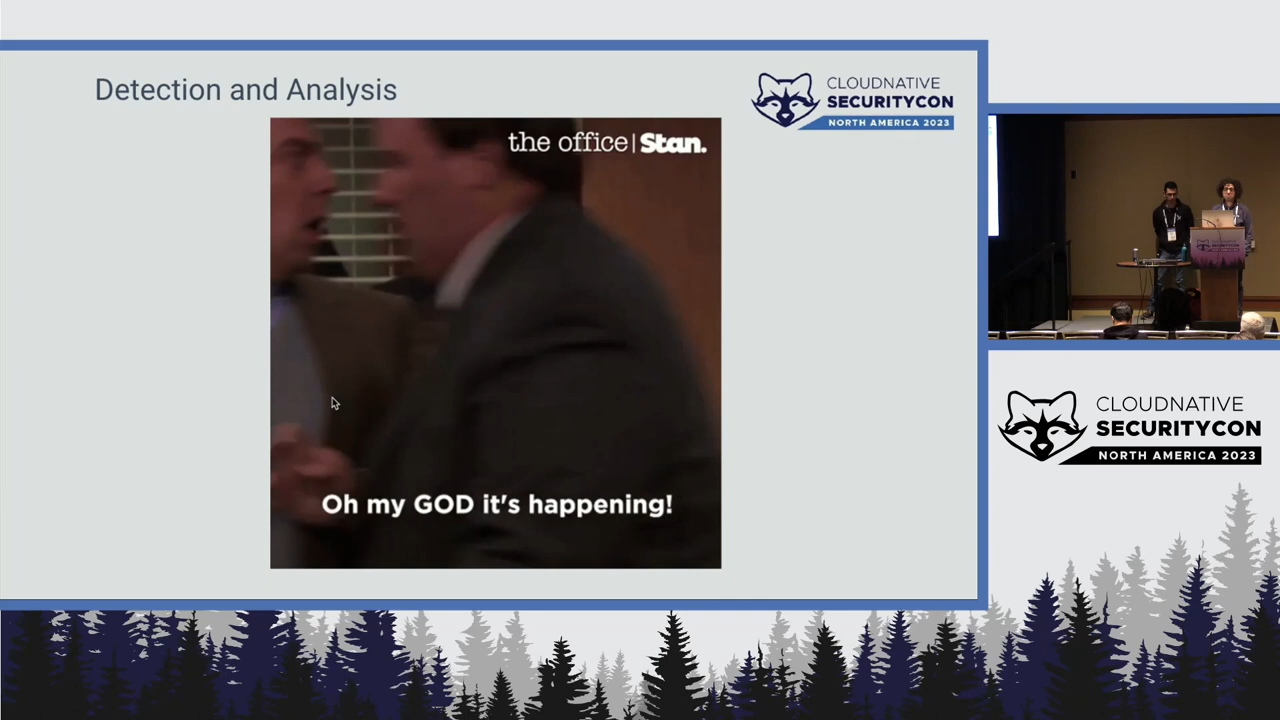 Detection and Analysis
CLOUDNATIVE
SECURITYCON
NORTH AMERICA 2023
the office | Stan.
Oh my GOD it's happening!
CLOUDNATIVE
SECURITYCON
NORTH AMERICA 2023